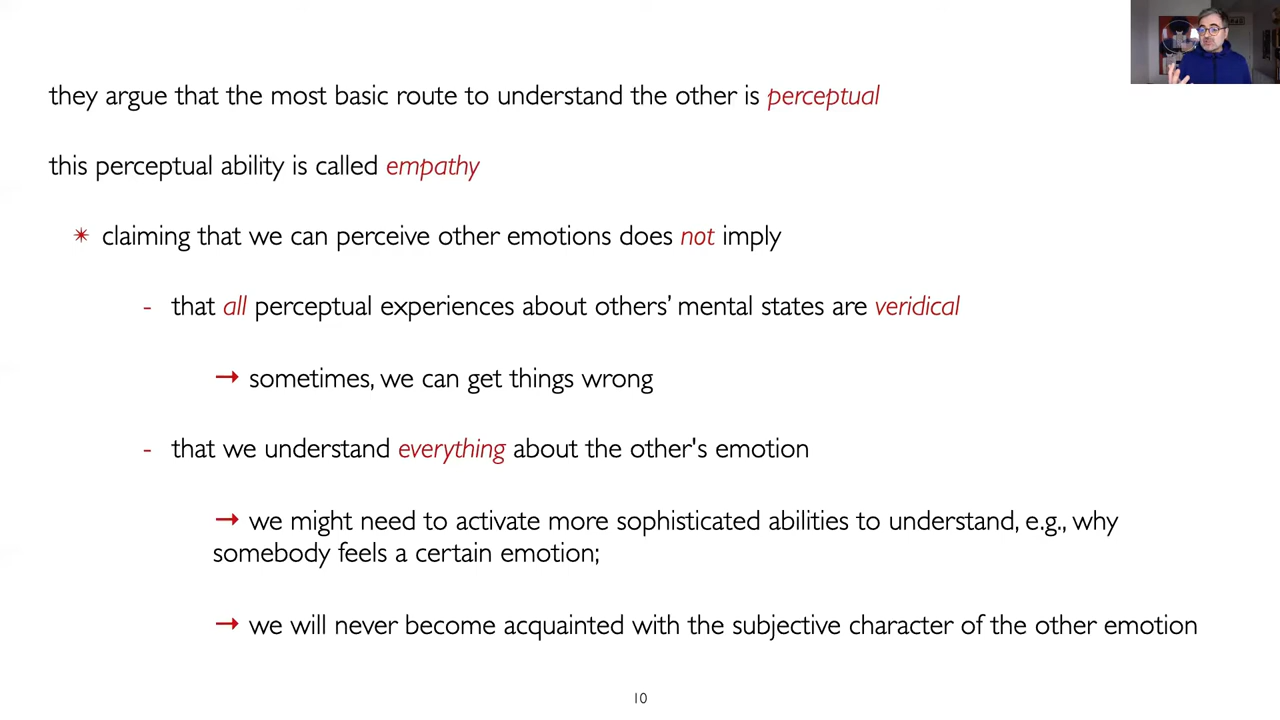 they argue that the most basic route to understand the other is perceptual
this perceptual ability is called empathy
✴ claiming that we can perceive other emotions does not imply
- that all perceptual experiences about others’ mental states are veridical
→ sometimes, we can get things wrong
- that we understand everything about the other's emotion
→ we might need to activate more sophisticated abilities to understand, e.g., why
somebody feels a certain emotion;
→ we will never become acquainted with the subjective character of the other emotion
10